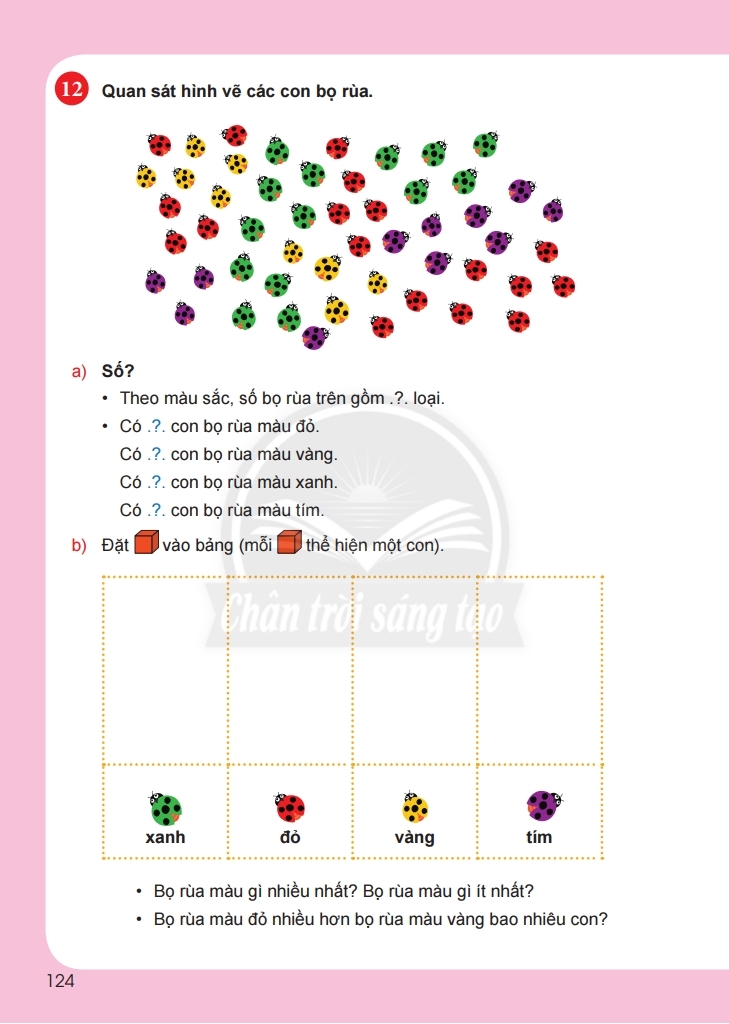 12 Quan sát hình vẽ các con bọ rùa.
a) Số?
• Theo màu sắc, số bọ rùa trên gồm .?. loại.
• Có .?. con bọ rùa màu đỏ.
Có .?. con bọ rùa màu vàng.
Có .?. con bọ rùa màu xanh.
Có .?. con bọ rùa màu tím.
b) Đặt vào bảng (mỗi thể hiện một con).
Chân trời sáng tạo
xanh đỏ vàng tím
• Bọ rùa màu gì nhiều nhất? Bọ rùa màu gì ít nhất?
• Bọ rùa màu đỏ nhiều hơn bọ rùa màu vàng bao nhiêu con?
124